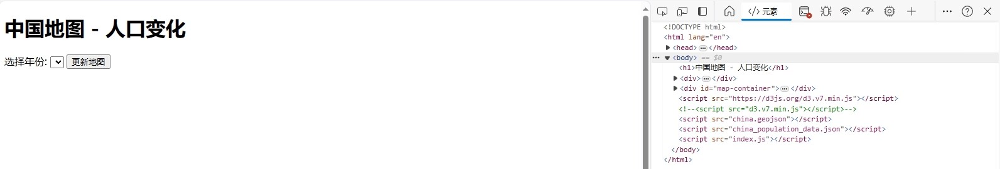 中国地图 - 人口变化
选择年份:
更新地图
元素
<!DOCTYPE html>
<html lang="en">
<head> ··· </head>
··· <body> == $0
<h1>中国地图 - 人口变化</h1>
<div> ··· </div>
<div id="map-container"> ··· </div>
<script src="https://d3js.org/d3.v7.min.js"></script>
<!--<script src="d3.v7.min.js"></script>-->
<script src="china.geojson"></script>
<script src="china_population_data.json"></script>
<script src="index.js"></script>
</body>
</html>